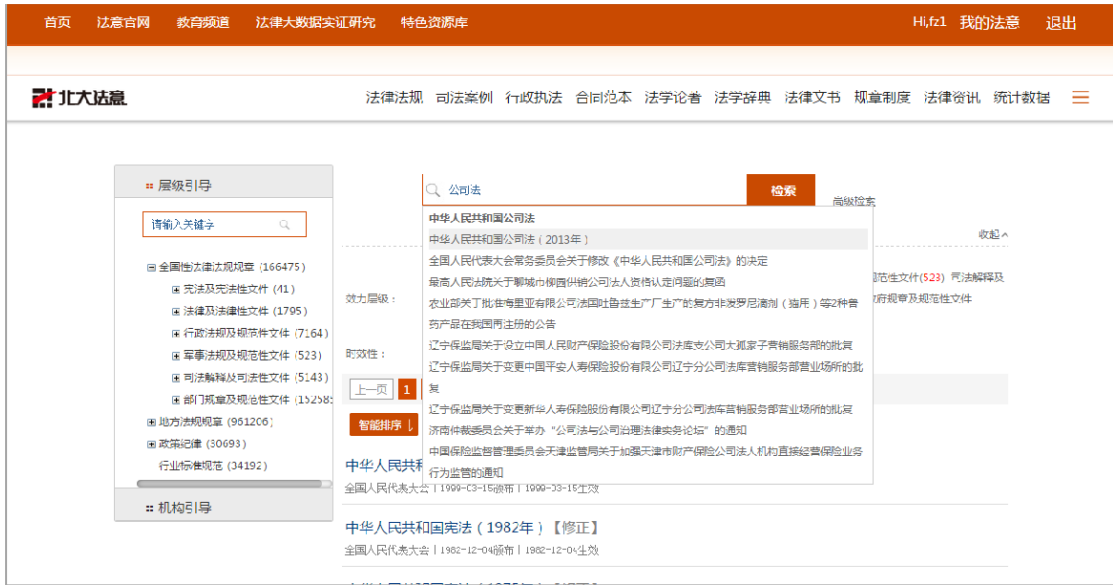 首页 法意官网 教育频道 法律大数据实证研究 特色资源库 Hi,fz1 我的法意 退出
北大法意 法律法规 司法案例 行政执法 合同范本 法学论著 法学辞典 法律文书 规章制度 法律资讯 统计数据
层级引导
请输入关键字
全国性法律法规规章 (166475)
宪法及宪法性文件 (41)
法律及法律性文件 (1795)
行政法规及规范性文件 (7164)
军事法规及规范性文件 (523)
司法解释及司法性文件 (5143)
部门规章及规范性文件 (15258
地方法规规章 (961206)
政策纪律 (30693)
行业标准规范 (34192)
机构引导
公司法 检索 高级检索
中华人民共和国公司法
中华人民共和国公司法（2013年）
全国人民代表大会常务委员会关于修改《中华人民共和国公司法》的决定
最高人民法院关于聊城市柳园供销公司法人资格认定问题的复函
农业部关于批准梅里亚有限公司法国吐鲁兹生产厂生产的复方非泼罗尼滴剂（猫用）等2种兽
药产品在我国再注册的公告
辽宁保监局关于设立中国人民财产保险股份有限公司法库支公司大孤家子营销服务部的批复
辽宁保监局关于变更中国平安人寿保险股份有限公司辽宁分公司法库营销服务部营业场所的批
复
辽宁保监局关于变更新华人寿保险股份有限公司辽宁分公司法库营销服务部营业场所的批复
济南仲裁委员会关于举办“公司法与公司治理法律实务论坛”的通知
中国保险监督管理委员会天津监管局关于加强天津市财产保险公司法人机构直接经营保险业务
行为监管的通知
收起
效力层级： 范性文件(523) 司法解释及
府规章及规范性文件
时效性：
上一页 1
智能排序
中华人民共和
全国人民代表大会 | 1999-03-15颁布 | 1999-03-15生效
中华人民共和国宪法（1982年）【修正】
全国人民代表大会 | 1982-12-04颁布 | 1982-12-04生效